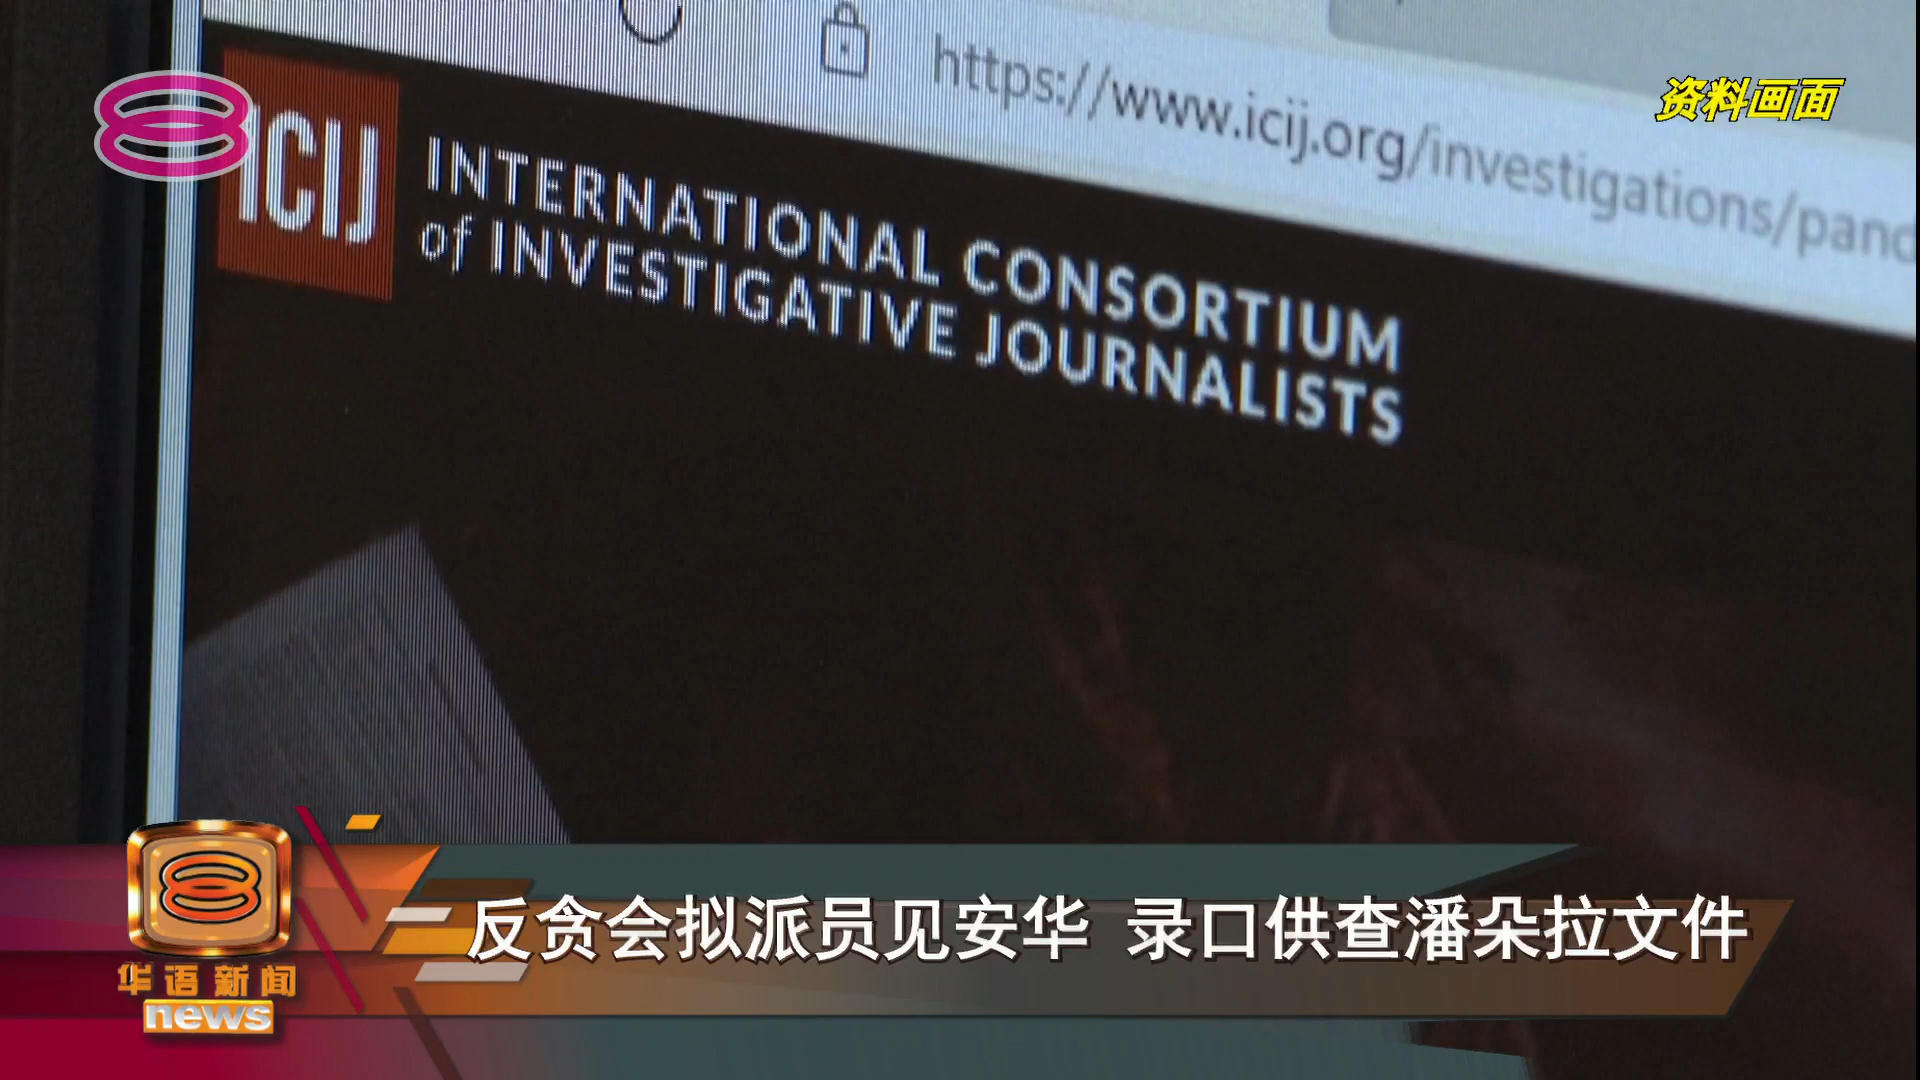 https://www.icij.org/investigations/pand
资料画面
ICIJ
INTERNATIONAL CONSORTIUM
of INVESTIGATIVE JOURNALISTS
反贪会拟派员见安华 录口供查潘朵拉文件
华语新闻
news